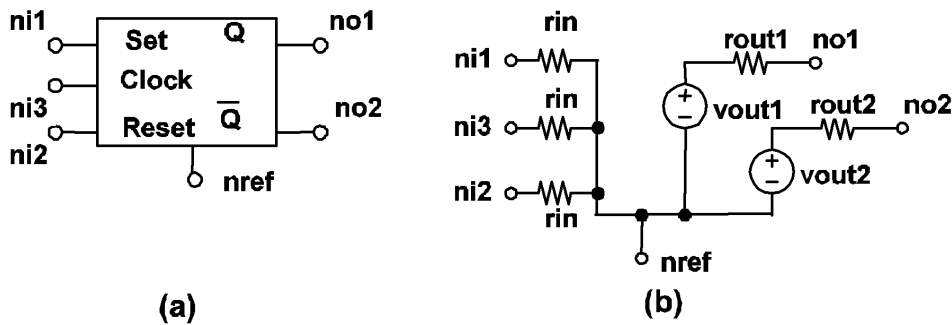 ni1
Set
Q
no1
ni3
Clock
ni2
Reset
Q̅
no2
nref
(a)
rin
ni1
rin
ni3
ni2
rin
rout1
no1
vout1
rout2
no2
vout2
nref
(b)